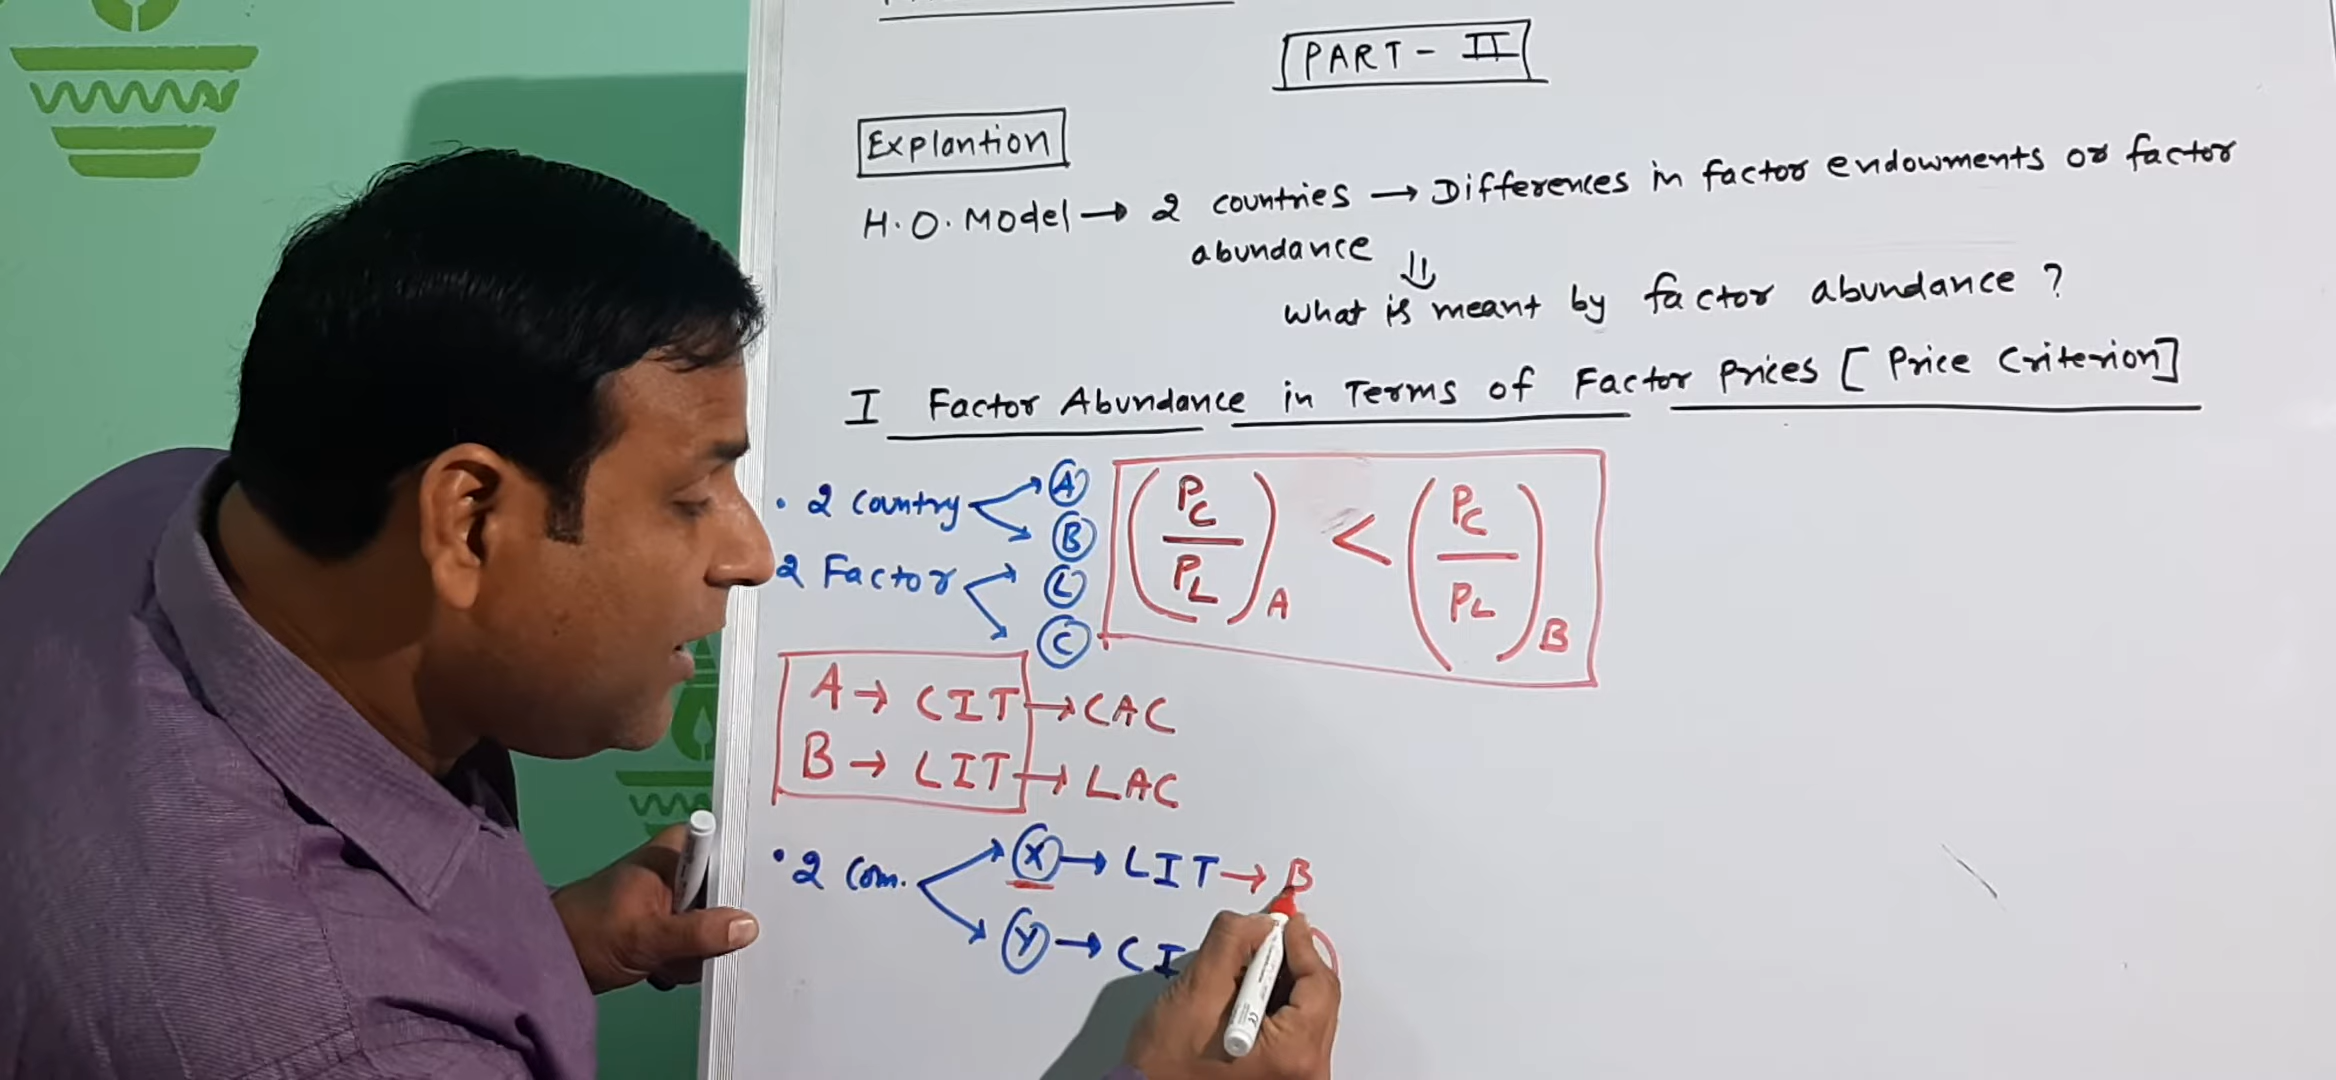 PART - II
Explantion
H.O. Model → 2 countries → Differences in factor endowments or factor
abundance
⇓
What is meant by factor abundance ?
I Factor Abundance in Terms of Factor Prices [ Price Criterion]
• 2 Country
A
B
2 Factor
L
C
(PC/PL)A < (PC/PL)B
A → CIT → CAC
B → LIT → LAC
• 2 Com.
X → LIT → B
Y → CI